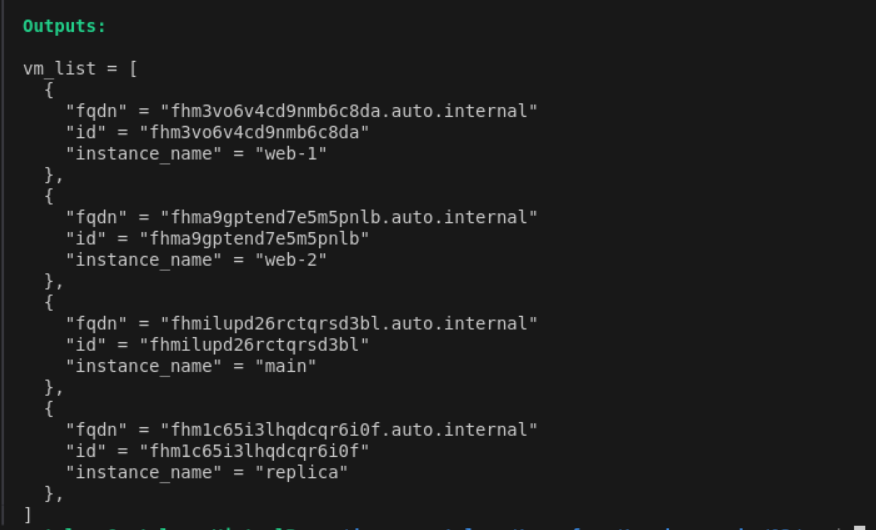 Outputs:
vm_list = [
  {
    "fqdn" = "fhm3vo6v4cd9nmb6c8da.auto.internal"
    "id" = "fhm3vo6v4cd9nmb6c8da"
    "instance_name" = "web-1"
  },
  {
    "fqdn" = "fhma9gptend7e5m5pnlb.auto.internal"
    "id" = "fhma9gptend7e5m5pnlb"
    "instance_name" = "web-2"
  },
  {
    "fqdn" = "fhmilupd26rctqrsd3bl.auto.internal"
    "id" = "fhmilupd26rctqrsd3bl"
    "instance_name" = "main"
  },
  {
    "fqdn" = "fhm1c65i3lhqdcqr6i0f.auto.internal"
    "id" = "fhm1c65i3lhqdcqr6i0f"
    "instance_name" = "replica"
  },
]